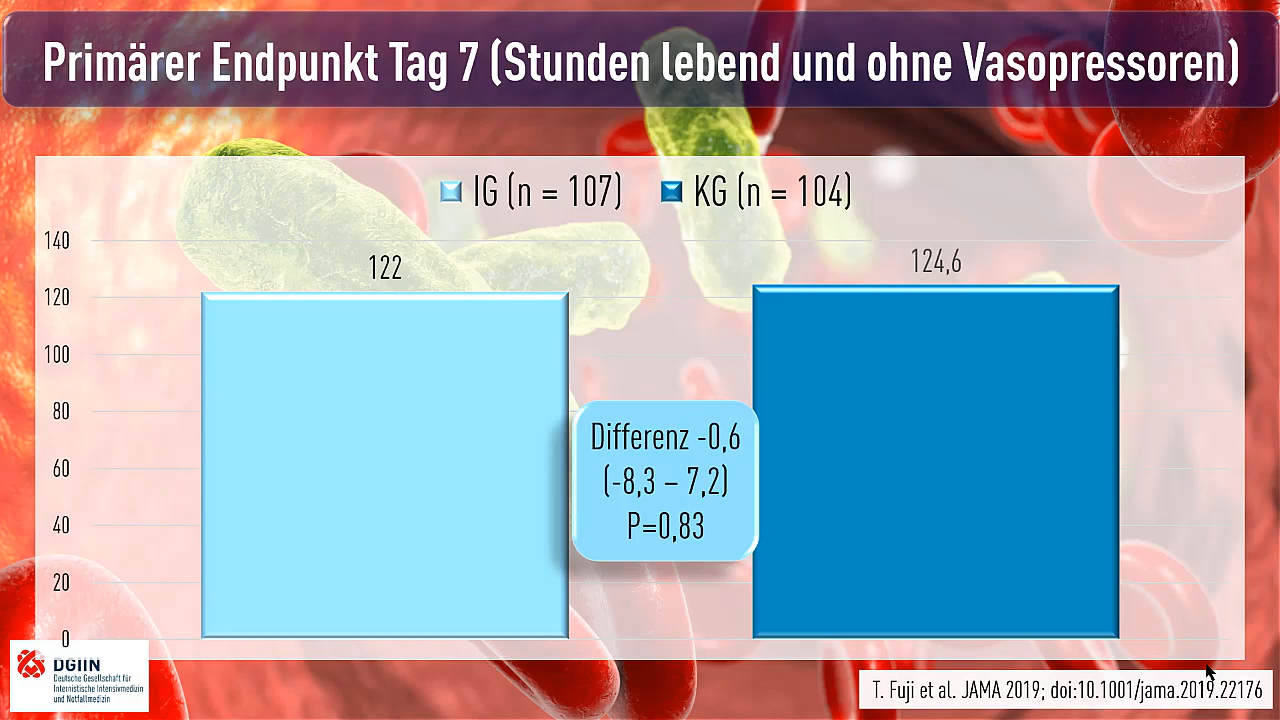 Primärer Endpunkt Tag 7 (Stunden lebend und ohne Vasopressoren)
IG (n = 107) KG (n = 104)
140
120
100
80
60
40
20
0
122
124,6
Differenz -0,6
(-8,3 – 7,2)
P=0,83
DGIIN
Deutsche Gesellschaft für
Internistische Intensivmedizin
und Notfallmedizin
T. Fuji et al. JAMA 2019; doi:10.1001/jama.2019.22176